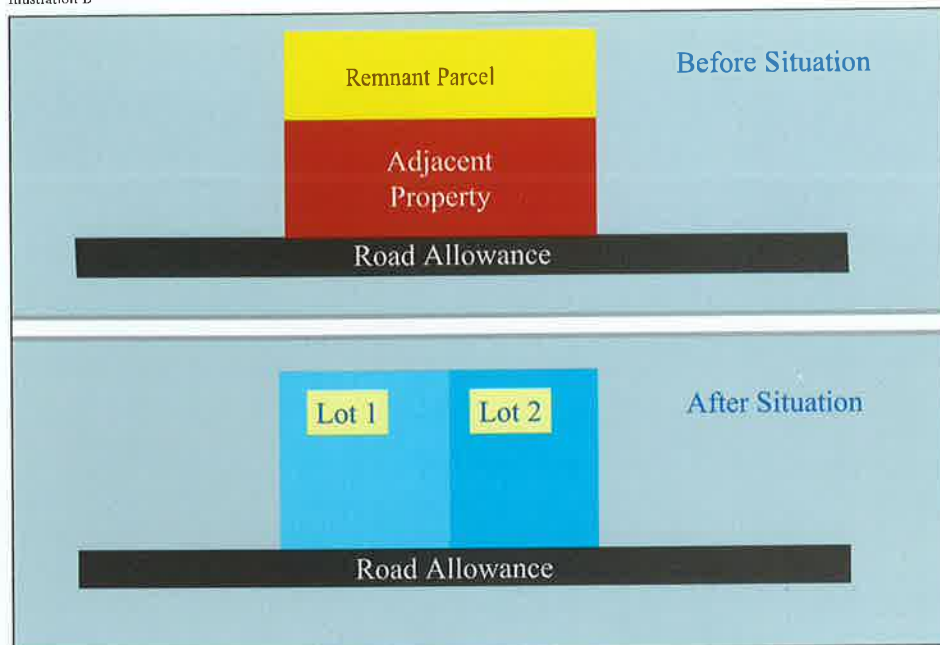 Before Situation
Remnant Parcel
Adjacent
Property
Road Allowance
After Situation
Lot 1
Lot 2
Road Allowance